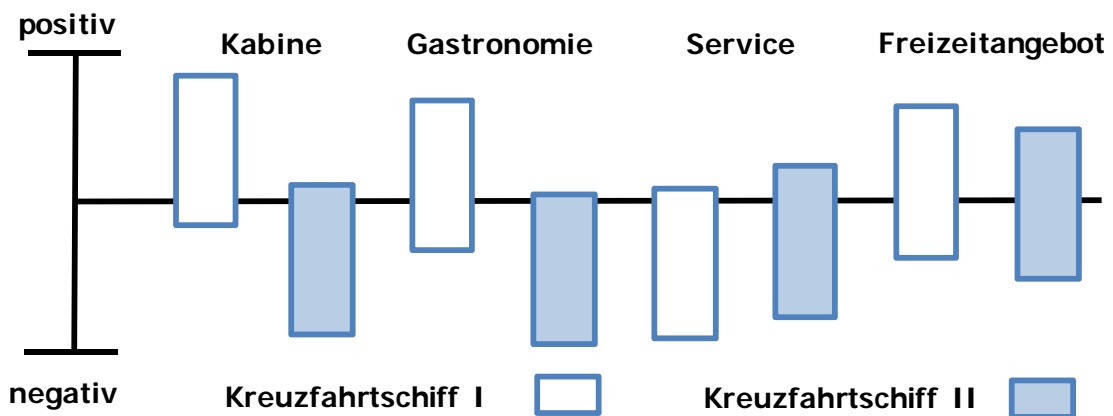 positiv
Kabine
Gastronomie
Service
Freizeitangebot
negativ
Kreuzfahrtschiff I
Kreuzfahrtschiff II